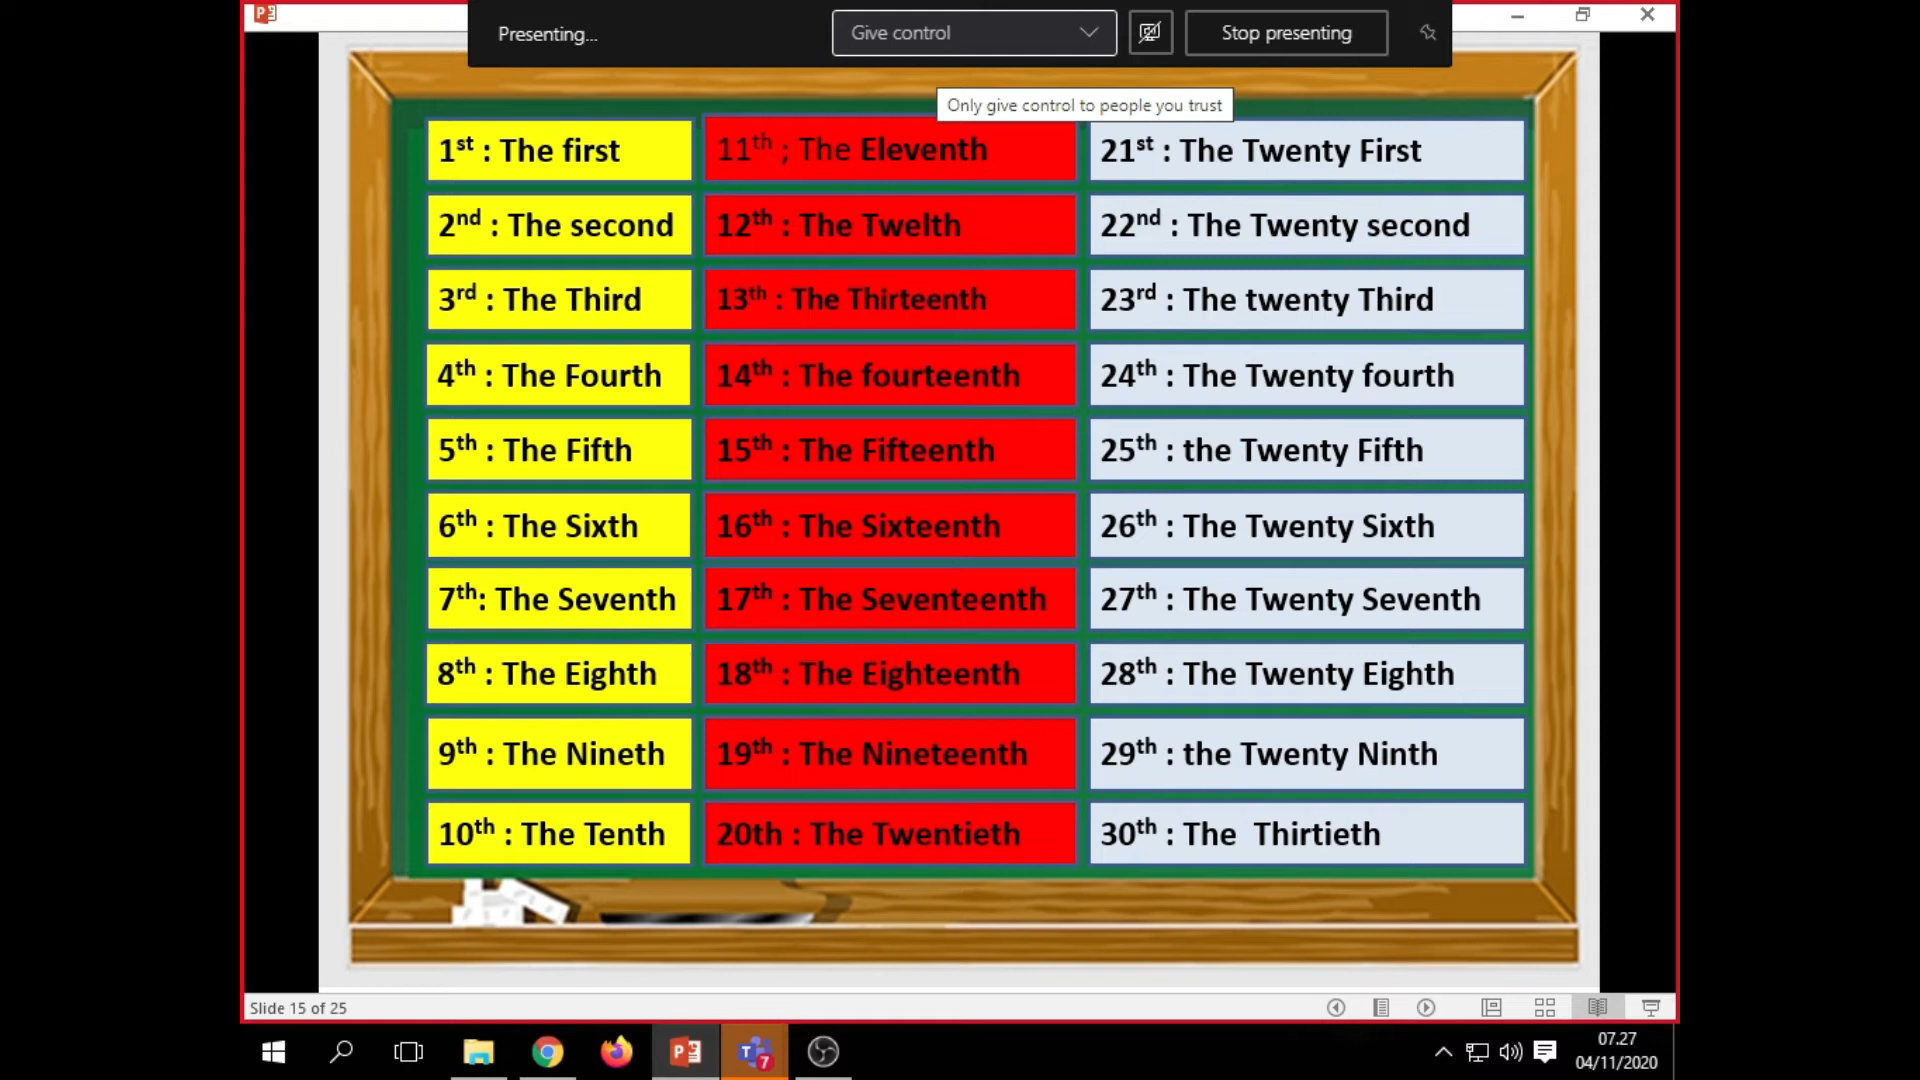 Presenting...
Give control
Stop presenting
Only give control to people you trust
1st : The first
2nd : The second
3rd : The Third
4th : The Fourth
5th : The Fifth
6th : The Sixth
7th: The Seventh
8th : The Eighth
9th : The Nineth
10th : The Tenth
11th ; The Eleventh
12th : The Twelth
13th : The Thirteenth
14th : The fourteenth
15th : The Fifteenth
16th : The Sixteenth
17th : The Seventeenth
18th : The Eighteenth
19th : The Nineteenth
20th : The Twentieth
21st : The Twenty First
22nd : The Twenty second
23rd : The twenty Third
24th : The Twenty fourth
25th : the Twenty Fifth
26th : The Twenty Sixth
27th : The Twenty Seventh
28th : The Twenty Eighth
29th : the Twenty Ninth
30th : The Thirtieth
Slide 15 of 25
7
07.27
04/11/2020